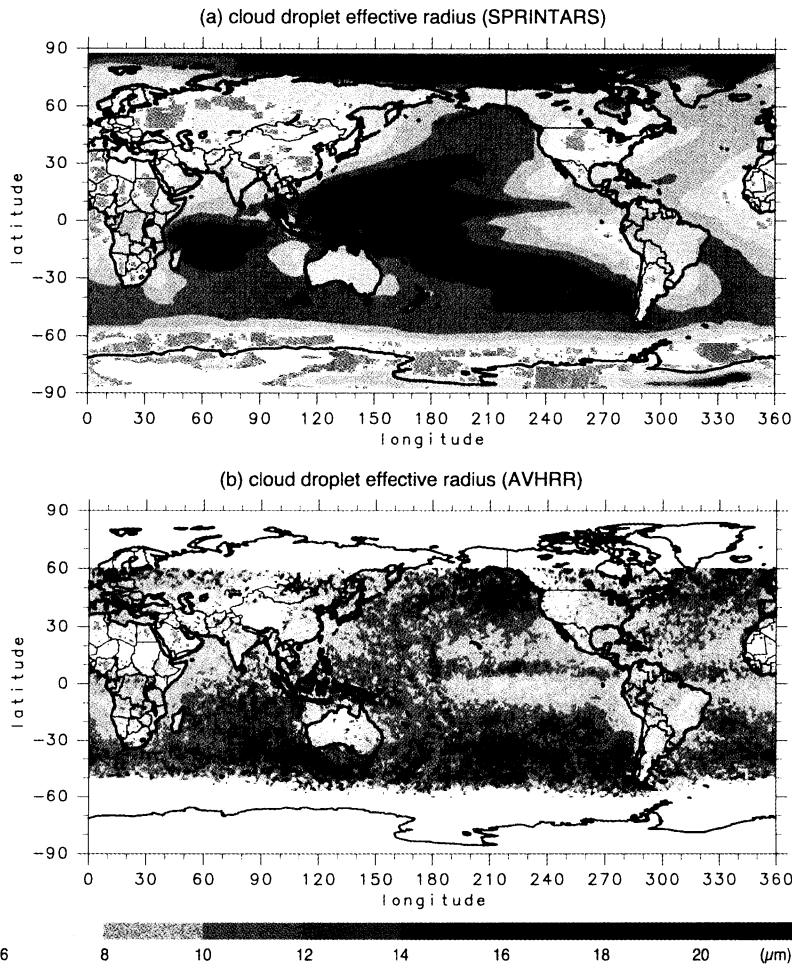 (a) cloud droplet effective radius (SPRINTARS)
90
60
30
0
−30
−60
−90
latitude
0 30 60 90 120 150 180 210 240 270 300 330 360
longitude
(b) cloud droplet effective radius (AVHRR)
90
60
30
0
−30
−60
−90
latitude
0 30 60 90 120 150 180 210 240 270 300 330 360
longitude
6 8 10 12 14 16 18 20 (μm)